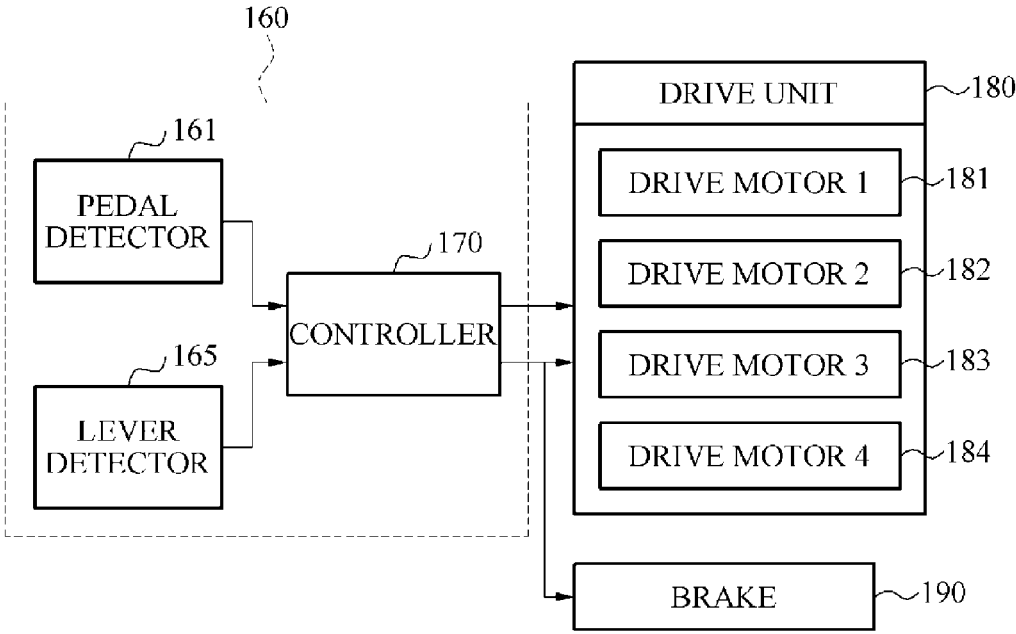 160
DRIVE UNIT
180
161
PEDAL
DETECTOR
DRIVE MOTOR 1
181
170
CONTROLLER
DRIVE MOTOR 2
182
165
LEVER
DETECTOR
DRIVE MOTOR 3
183
DRIVE MOTOR 4
184
BRAKE
190